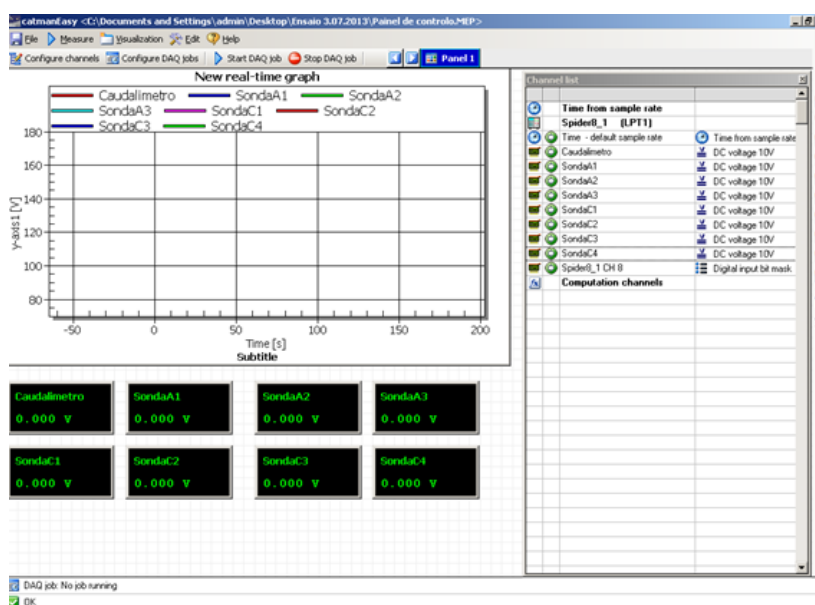 catmanEasy <C:\Documents and Settings\admin\Desktop\Ensaio 3.07.2013\Painel de controlo.MEP>
File Measure Visualization Edit Help
Configure channels Configure DAQ jobs Start DAQ job Stop DAQ job Panel 1
New real-time graph
Caudalimetro SondaA1 SondaA2
SondaA3 SondaC1 SondaC2
SondaC3 SondaC4
180
160
140
120
100
80
y-axis 1 [V]
-50 0 50 100 150 200
Time [s]
Subtitle
Caudalimetro SondaA1 SondaA2 SondaA3
0.000 V 0.000 V 0.000 V 0.000 V
SondaC1 SondaC2 SondaC3 SondaC4
0.000 V 0.000 V 0.000 V 0.000 V
Channel list
Time from sample rate
Spider8_1 (LPT1)
Time - default sample rate Time from sample rate
Caudalimetro DC voltage 10V
SondaA1 DC voltage 10V
SondaA2 DC voltage 10V
SondaA3 DC voltage 10V
SondaC1 DC voltage 10V
SondaC2 DC voltage 10V
SondaC3 DC voltage 10V
SondaC4 DC voltage 10V
Spider8_1 CH 8 Digital input bit mask
fx Computation channels
DAQ job: No job running
OK